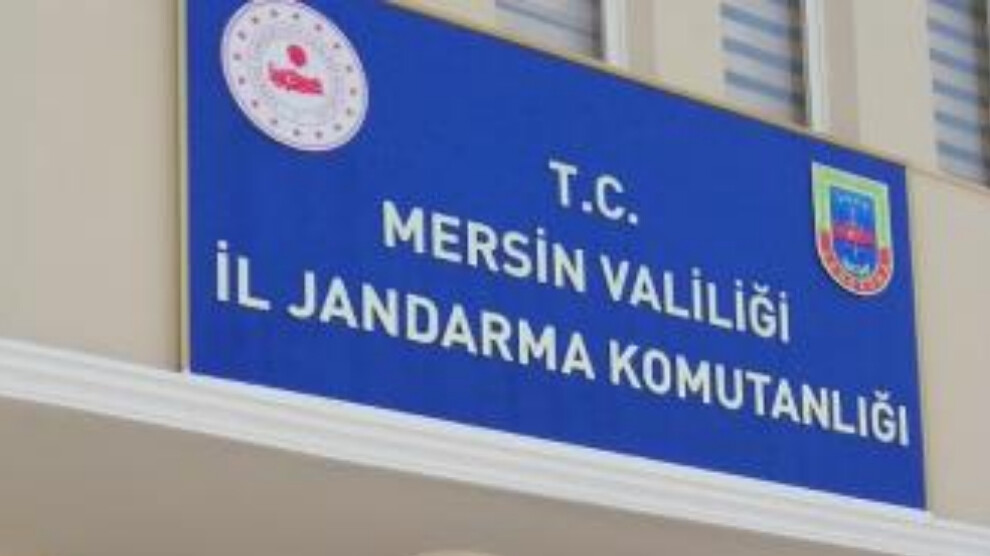 T.C.
MERSİN VALİLİĞİ
İL JANDARMA KOMUTANLIĞI